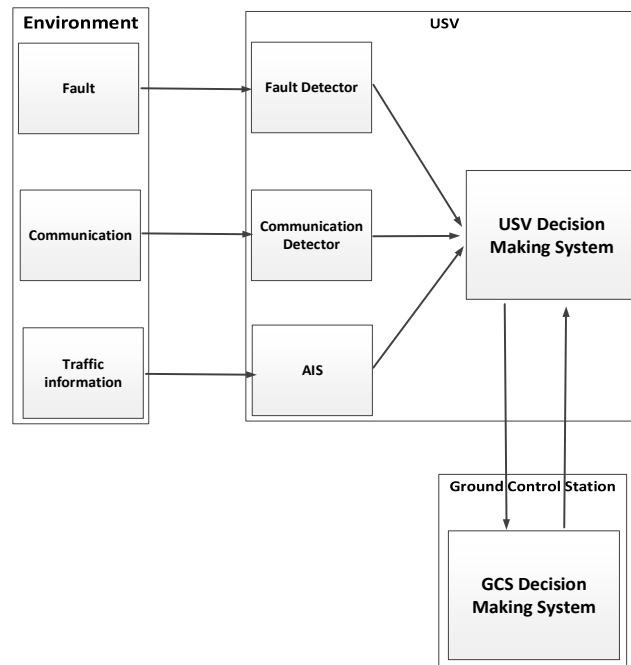 Environment
USV
Fault
Fault Detector
Communication
Communication
Detector
USV Decision
Making System
Traffic
information
AIS
Ground Control Station
GCS Decision
Making System